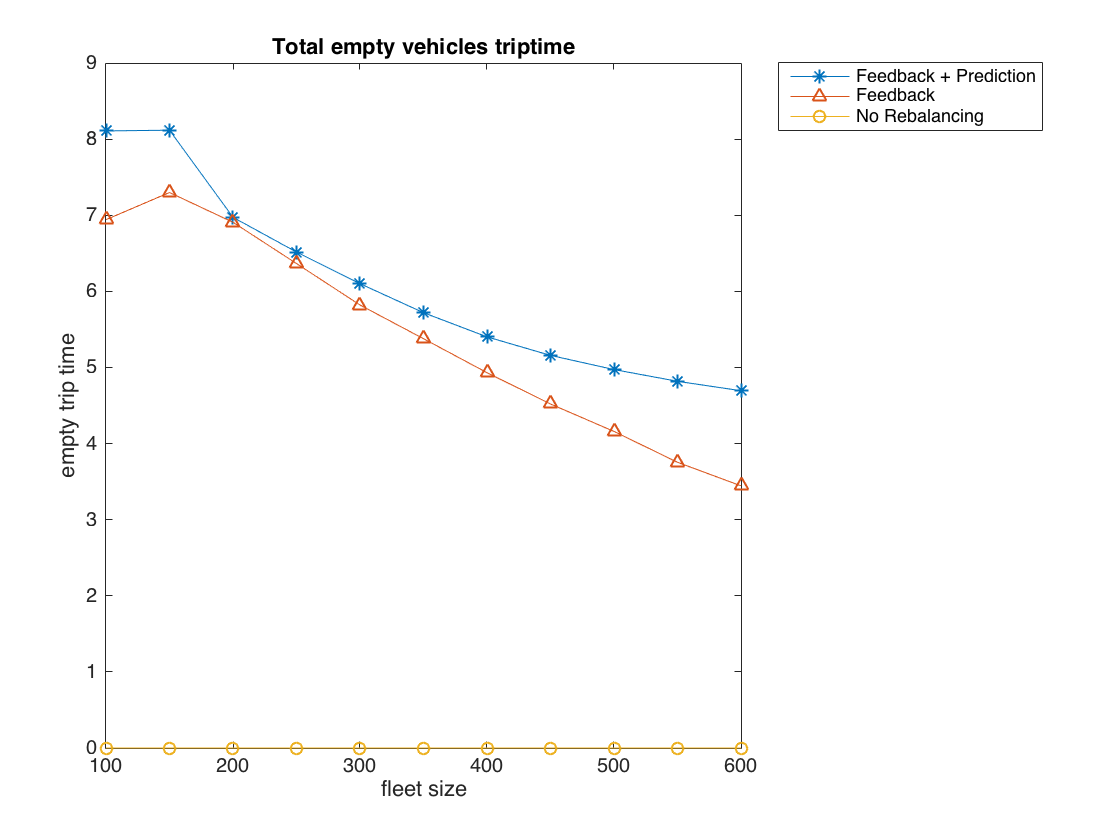 Total empty vehicles triptime
Feedback + Prediction
Feedback
No Rebalancing
9
8
7
6
5
4
3
2
1
0
empty trip time
100 200 300 400 500 600
fleet size